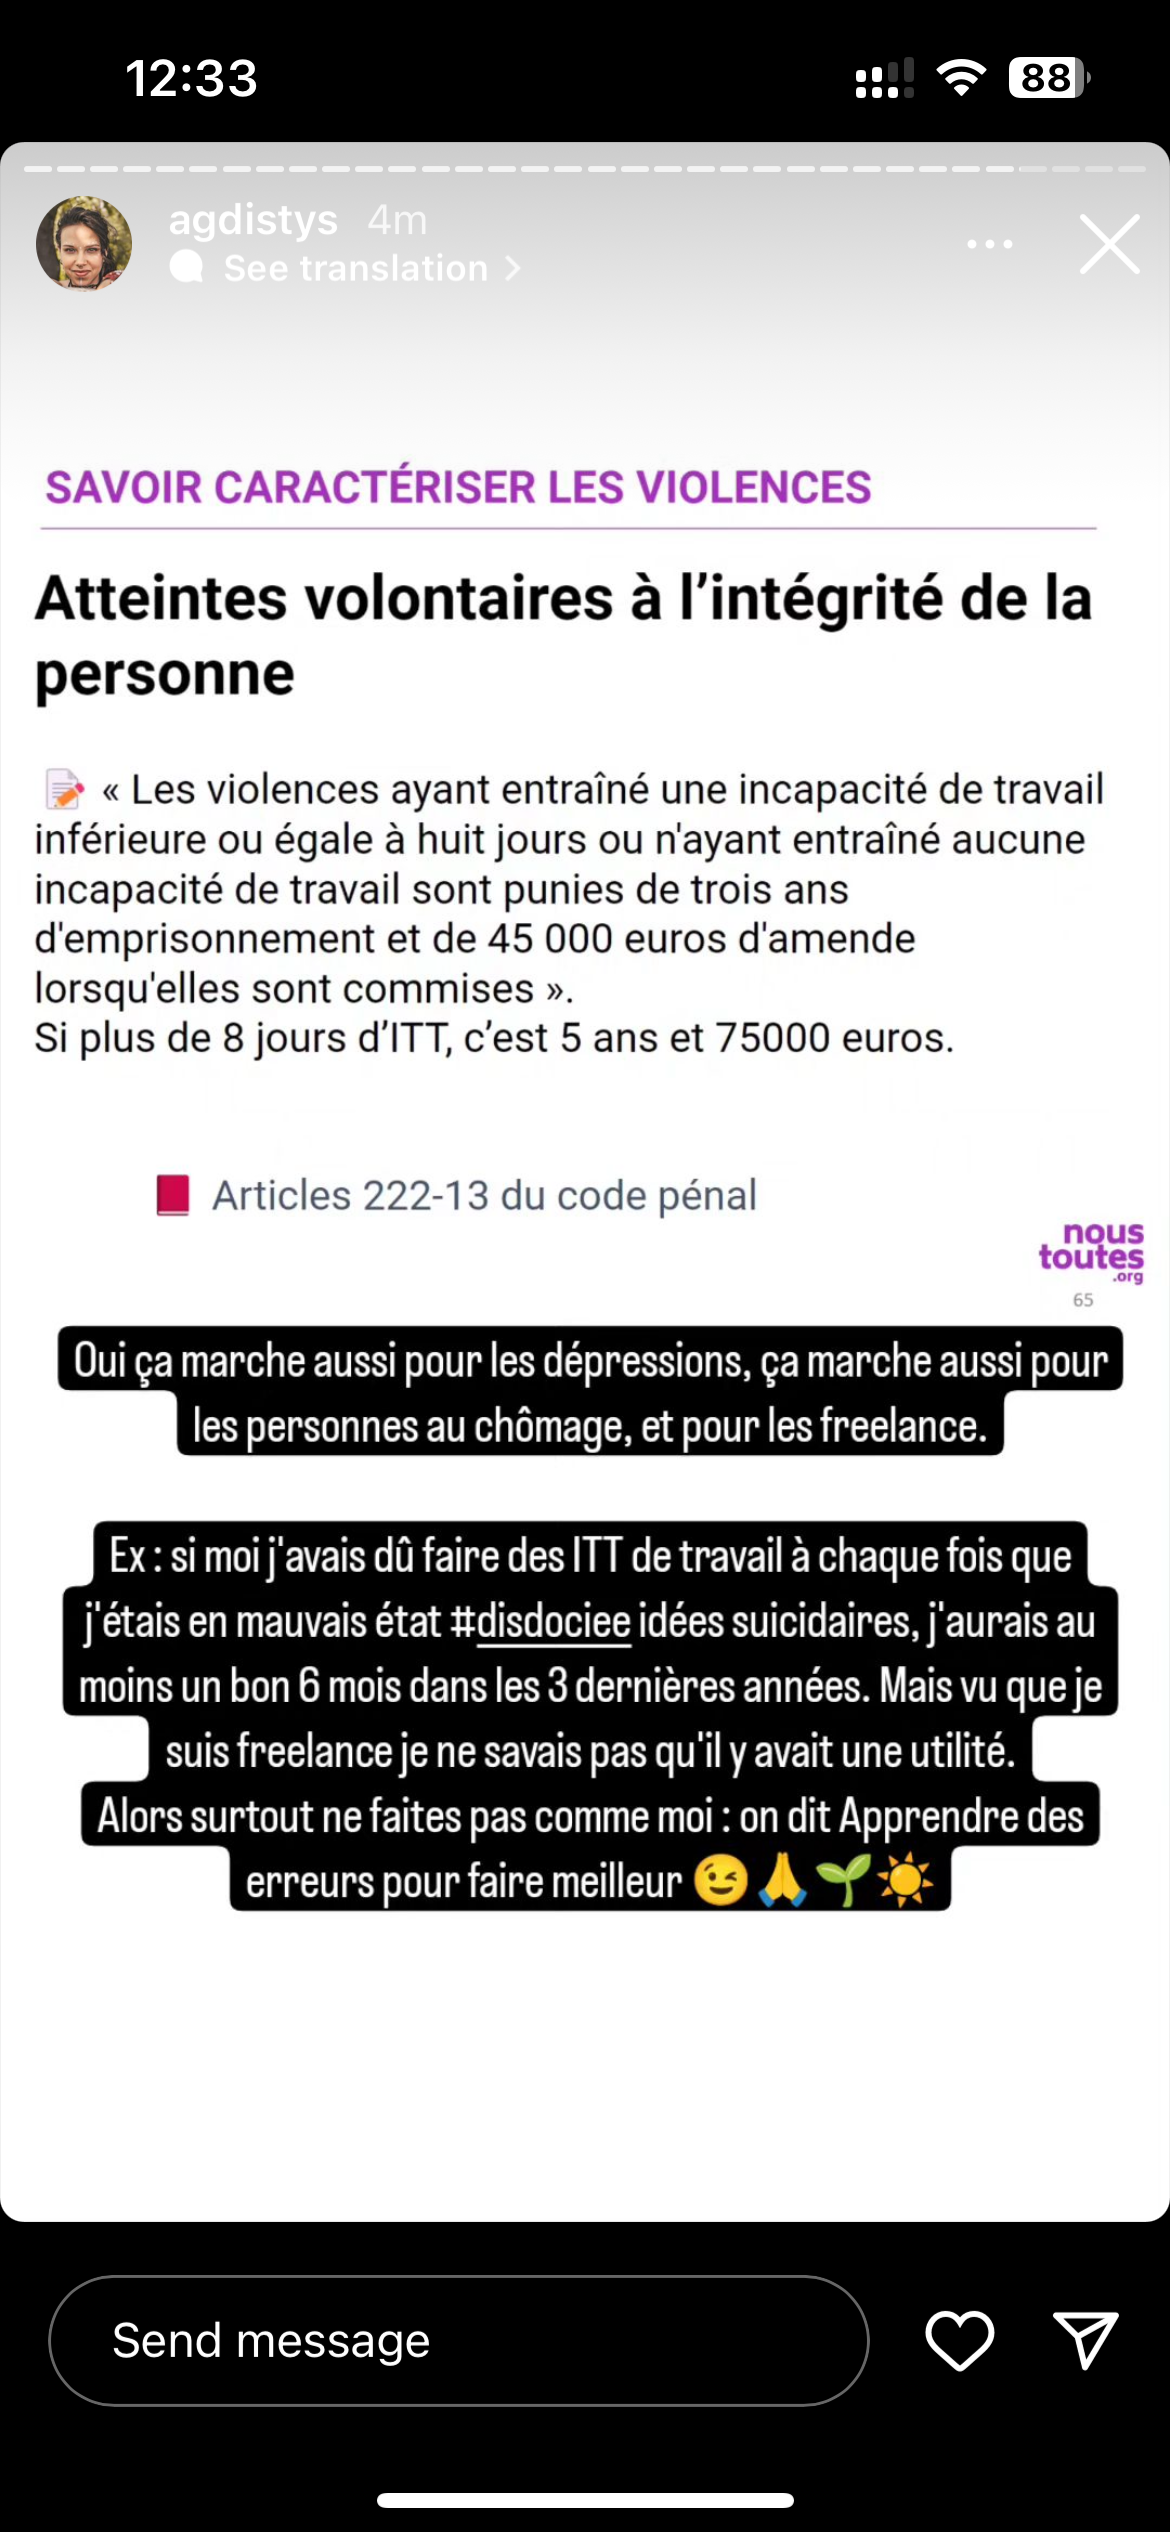 12:33
88
agdistys 4m
See translation
SAVOIR CARACTÉRISER LES VIOLENCES
Atteintes volontaires à l’intégrité de la
personne
« Les violences ayant entraîné une incapacité de travail
inférieure ou égale à huit jours ou n'ayant entraîné aucune
incapacité de travail sont punies de trois ans
d'emprisonnement et de 45 000 euros d'amende
lorsqu'elles sont commises ».
Si plus de 8 jours d’ITT, c’est 5 ans et 75000 euros.
Articles 222-13 du code pénal
nous
toutes
.org
65
Oui ça marche aussi pour les dépressions, ça marche aussi pour
les personnes au chômage, et pour les freelance.
Ex : si moi j'avais dû faire des ITT de travail à chaque fois que
j'étais en mauvais état #disdociee idées suicidaires, j'aurais au
moins un bon 6 mois dans les 3 dernières années. Mais vu que je
suis freelance je ne savais pas qu'il y avait une utilité.
Alors surtout ne faites pas comme moi : on dit Apprendre des
erreurs pour faire meilleur 😉🙏🌱☀️
Send message